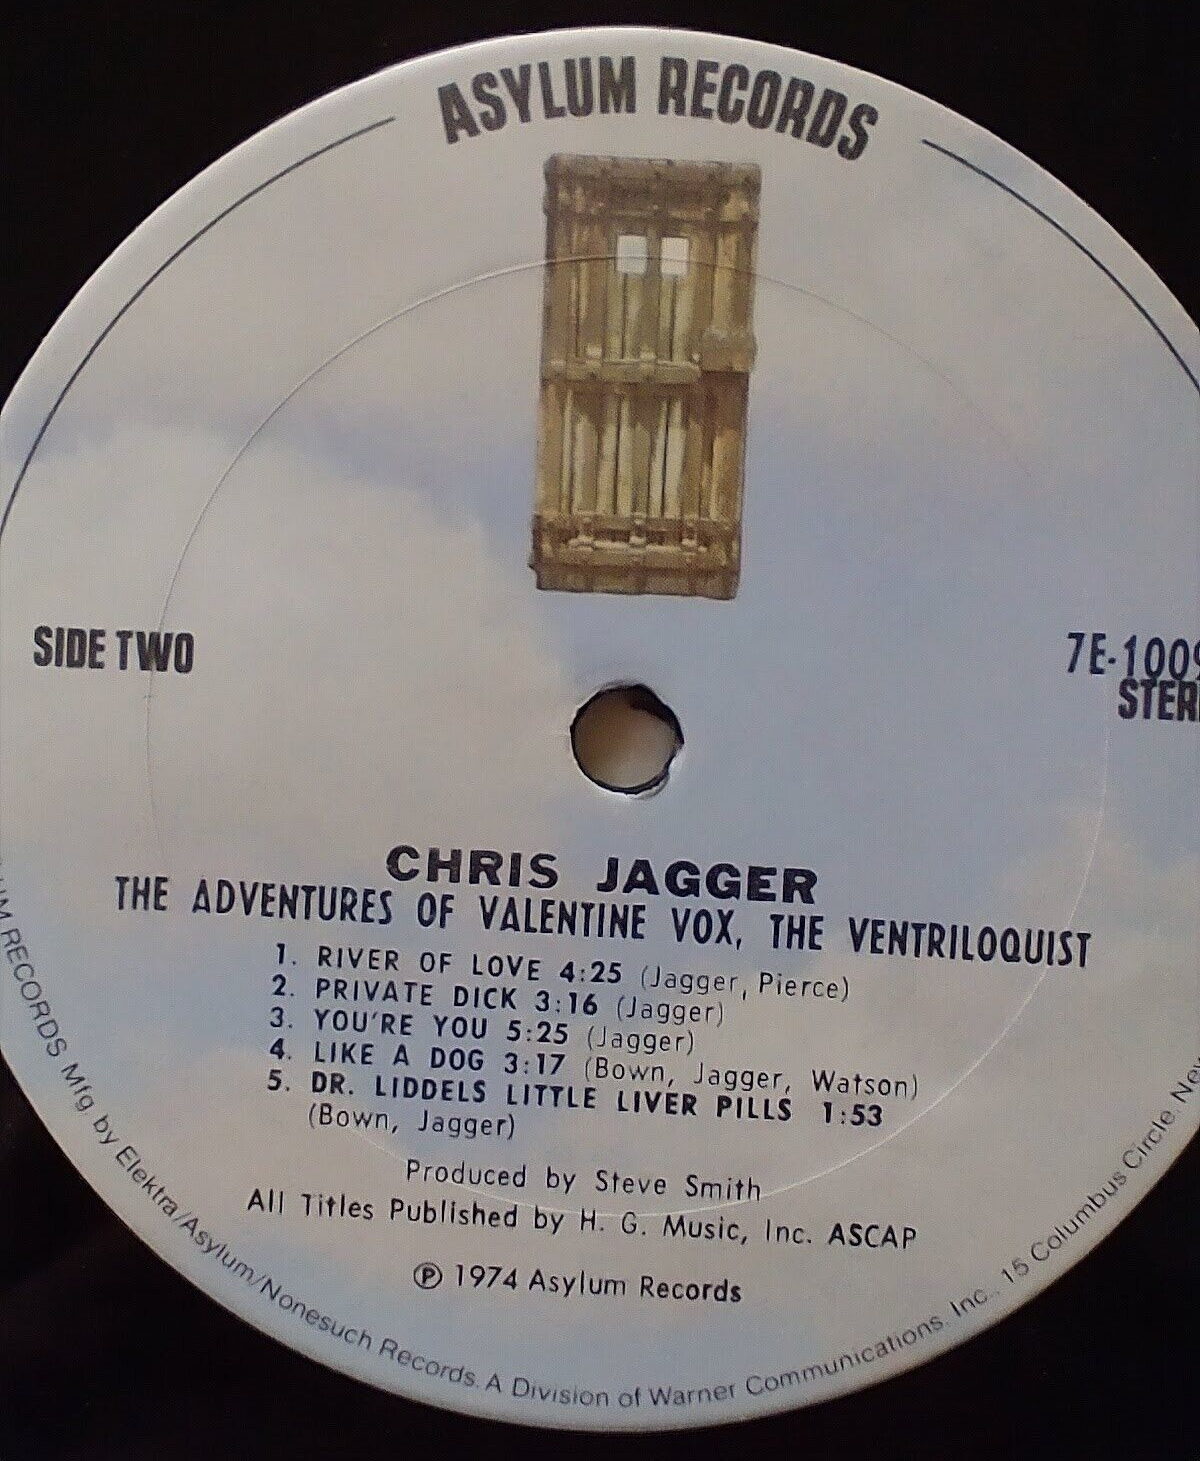 ASYLUM RECORDS
SIDE TWO
7E-1009
CHRIS JAGGER
THE ADVENTURES OF VALENTINE VOX, THE VENTRILOQUIST
1. RIVER OF LOVE 4:25 (Jagger, Pierce)
2. PRIVATE DICK 3:16 (Jagger)
3. YOU'RE YOU 5:25 (Jagger)
4. LIKE A DOG 3:17 (Bown, Jagger, Watson)
5. DR. LIDDELS LITTLE LIVER PILLS 1:53
(Bown, Jagger)
Produced by Steve Smith
All Titles Published by H. G. Music, Inc. ASCAP
℗ 1974 Asylum Records
RECORDS Mfg. by Elektra/Asylum/Nonesuch Records. A Division of Warner Communications. Inc., 15 Columbus Circle.